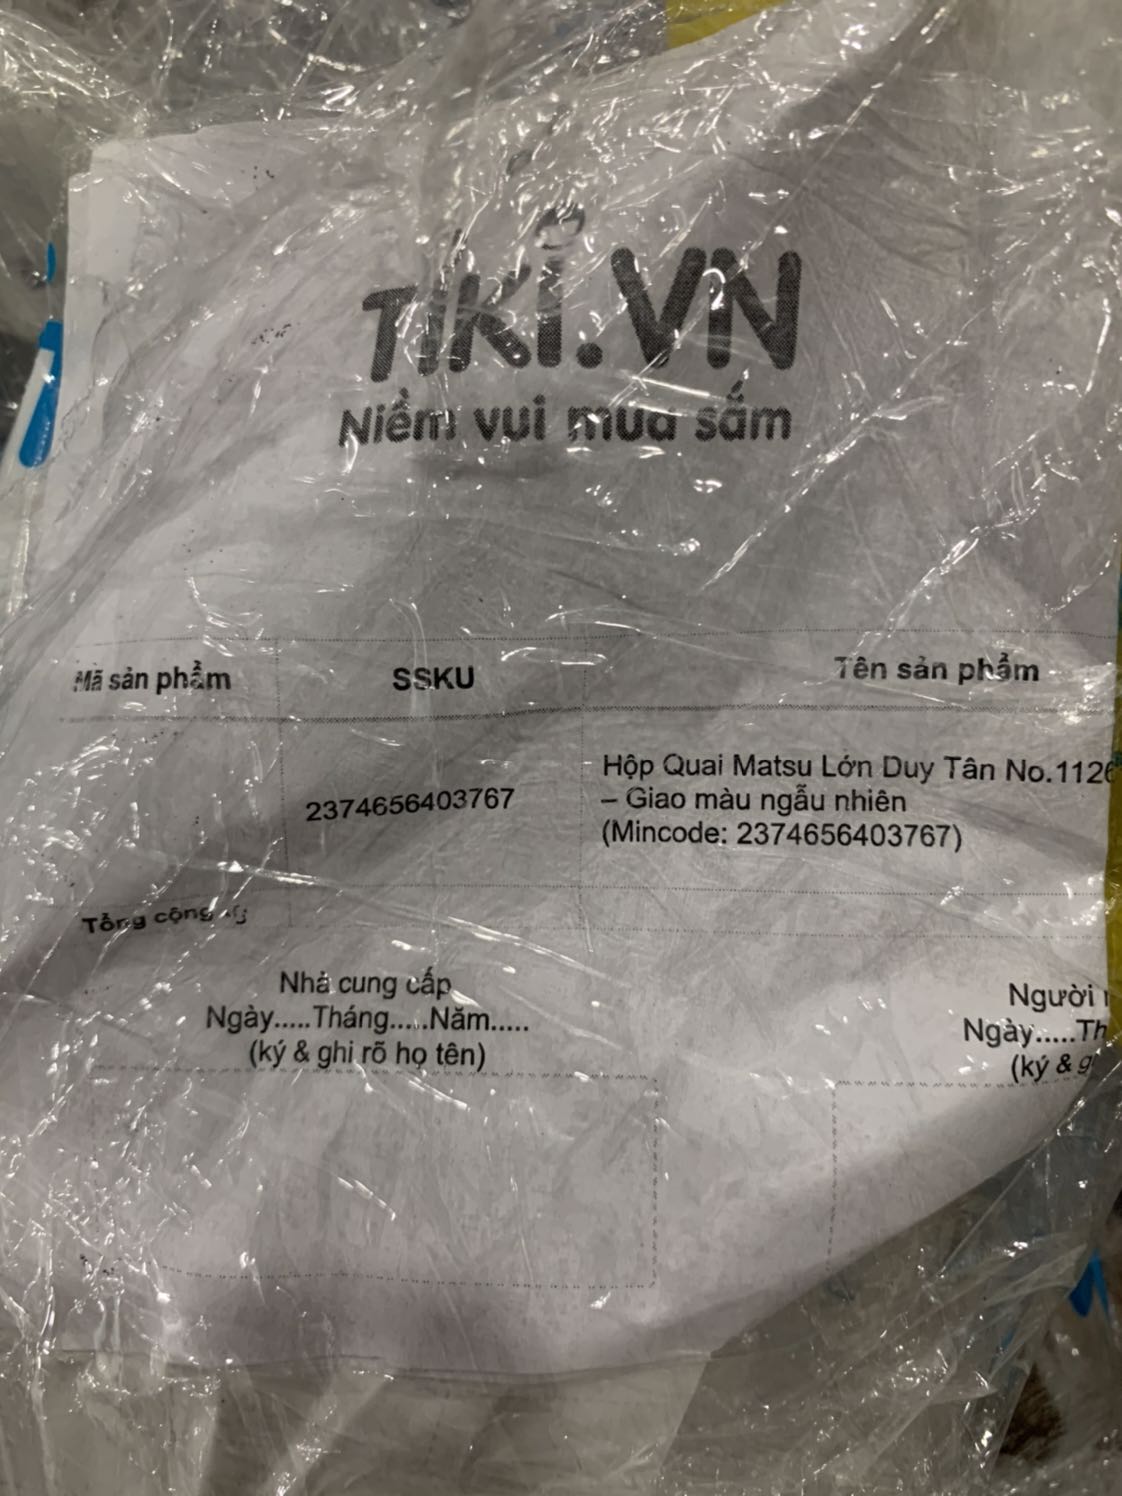 TiKi.VN
Niềm vui mua sắm
Mã sản phẩm SSKU Tên sản phẩm
2374656403767
Hộp Quai Matsu Lớn Duy Tân No.1126
– Giao màu ngẫu nhiên
(Mincode: 2374656403767)
Tổng cộng
Nhà cung cấp
Ngày.....Tháng.....Năm.....
(ký & ghi rõ họ tên)
Người
Ngày.....Th
(ký & g